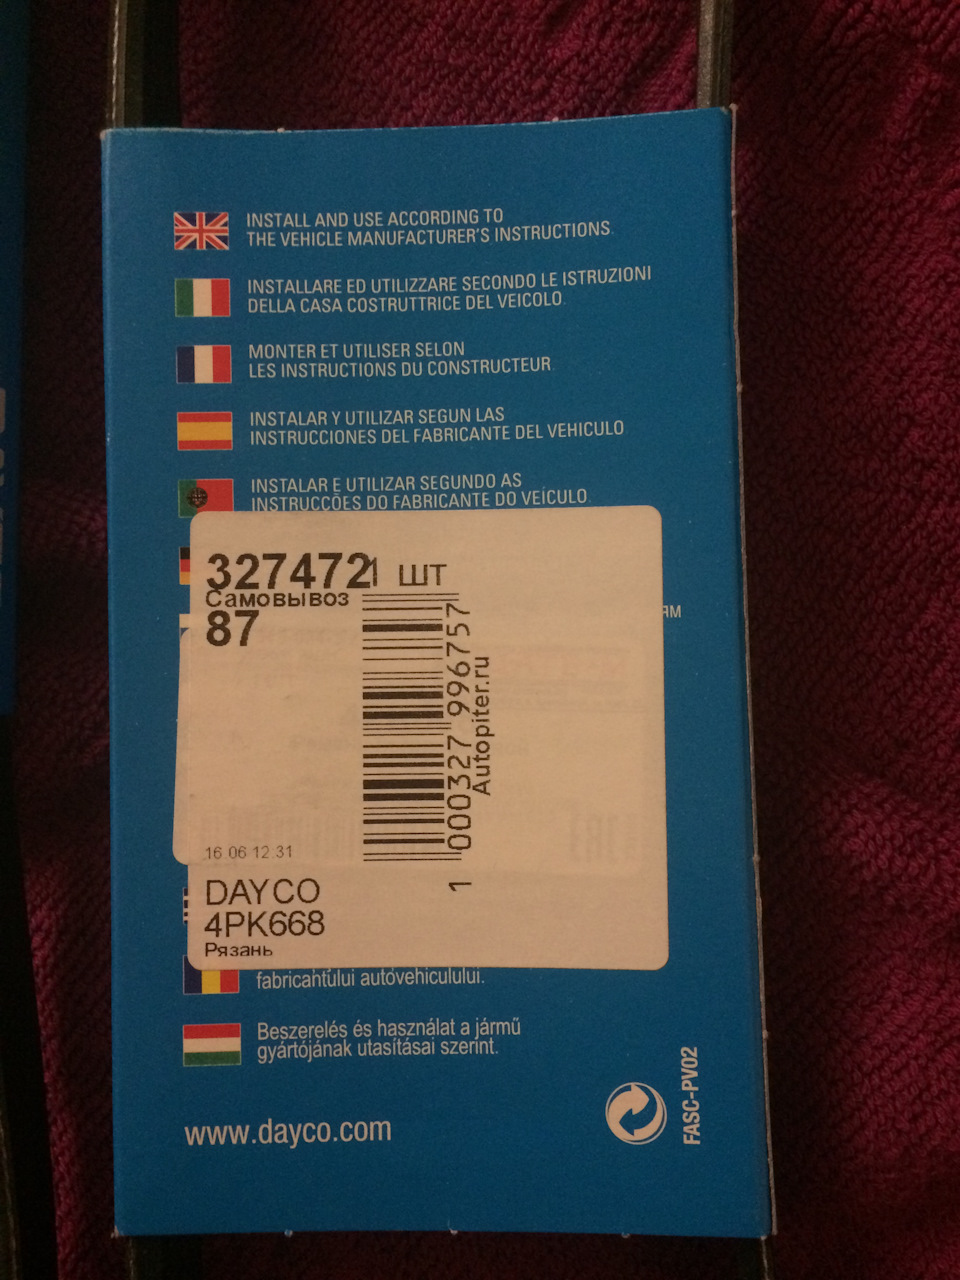 INSTALL AND USE ACCORDING TO
THE VEHICLE MANUFACTURER'S INSTRUCTIONS.
INSTALLARE ED UTILIZZARE SECONDO LE ISTRUZIONI
DELLA CASA COSTRUTTRICE DEL VEICOLO.
MONTER ET UTILISER SELON
LES INSTRUCTIONS DU CONSTRUCTEUR
INSTALAR Y UTILIZAR SEGUN LAS
INSTRUCCIONES DEL FABRICANTE DEL VEHICULO
INSTALAR E UTILIZAR SEGUNDO AS
INSTRUCCÕES DO FABRICANTE DO VEÍCULO.
327472
1 ШТ
Самовывоз
87
1 000327 996757
Autopiter.ru
16.06 12.31
DAYCO
4PK668
Рязань
fabricantului autovehiculului.
Beszerelés és használat a jármű
gyártójának utasításai szerint.
www.dayco.com
FASC-PV02